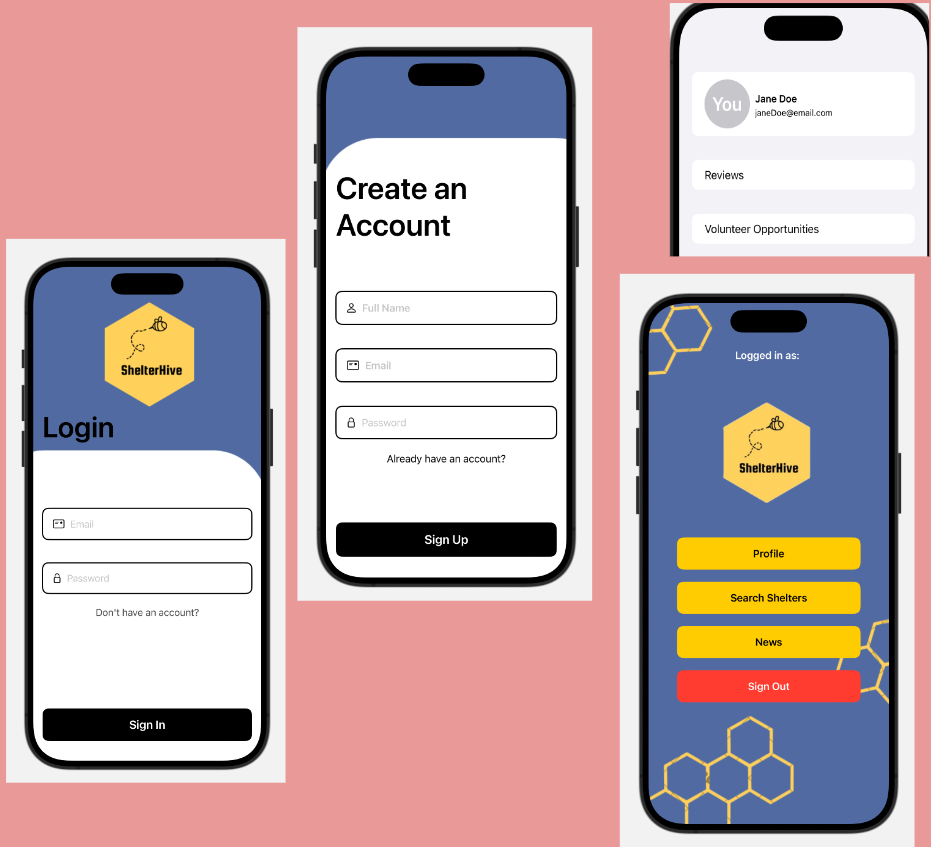 ShelterHive
Login
Email
Password
Don't have an account?
Sign In
Create an
Account
Full Name
Email
Password
Already have an account?
Sign Up
You
Jane Doe
janeDoe@email.com
Reviews
Volunteer Opportunities
Logged in as:
ShelterHive
Profile
Search Shelters
News
Sign Out